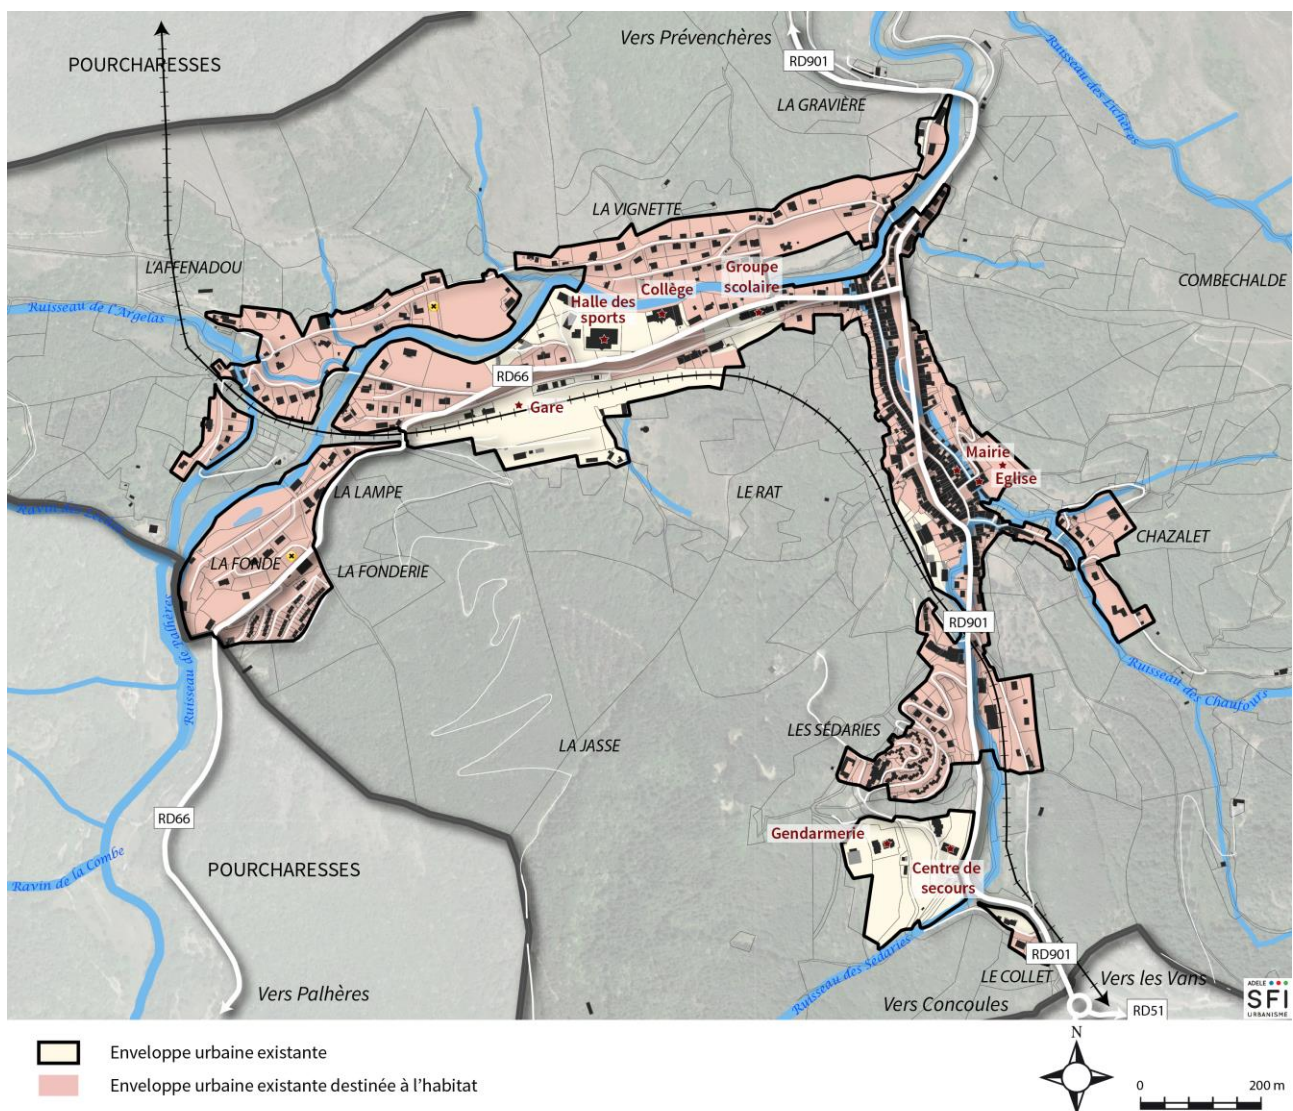 Vers Prévenchères
POURCHARESSES
RD901
Ruisseau des Lichères
LA GRAVIÈRE
LA VIGNETTE
L'AFFENADOU
Groupe
scolaire
COMBECHALDE
Collège
Ruisseau de l'Argelas
Halle des
sports
RD66
Gare
Mairie
Eglise
LA LAMPE
LE RAT
CHAZALET
LA FONDE
LA FONDERIE
Ruisseau de Palhères
RD901
Ruisseau des Chaufours
LES SÉDARIES
LA JASSE
RD66
Gendarmerie
Ravin de la Combe
POURCHARESSES
Centre de
secours
RD901
Ruisseau des Sédaries
LE COLLET
Vers les Vans
Vers Palhères
Vers Concoules
RD51
ADELE
SFI
URBANISME
N
Enveloppe urbaine existante
Enveloppe urbaine existante destinée à l'habitat
0 200 m